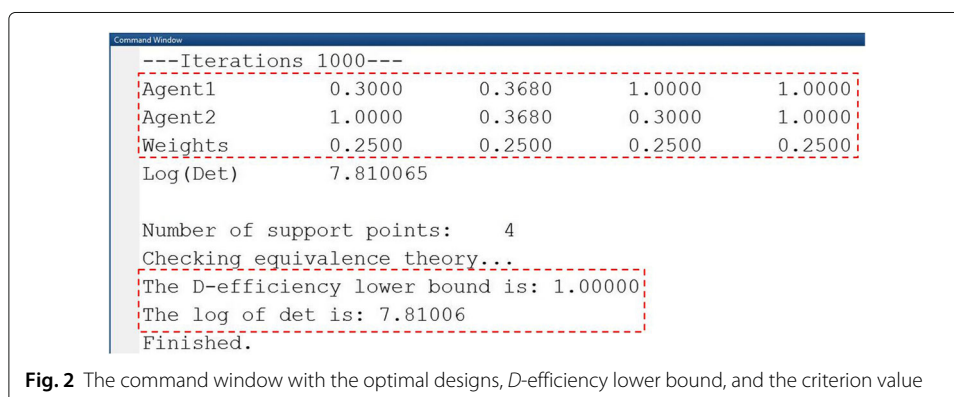 Command Window
---Iterations 1000---
Agent1 0.3000 0.3680 1.0000 1.0000
Agent2 1.0000 0.3680 0.3000 1.0000
Weights 0.2500 0.2500 0.2500 0.2500
Log(Det) 7.810065
Number of support points: 4
Checking equivalence theory...
The D-efficiency lower bound is: 1.00000
The log of det is: 7.81006
Finished.
Fig. 2 The command window with the optimal designs, D-efficiency lower bound, and the criterion value